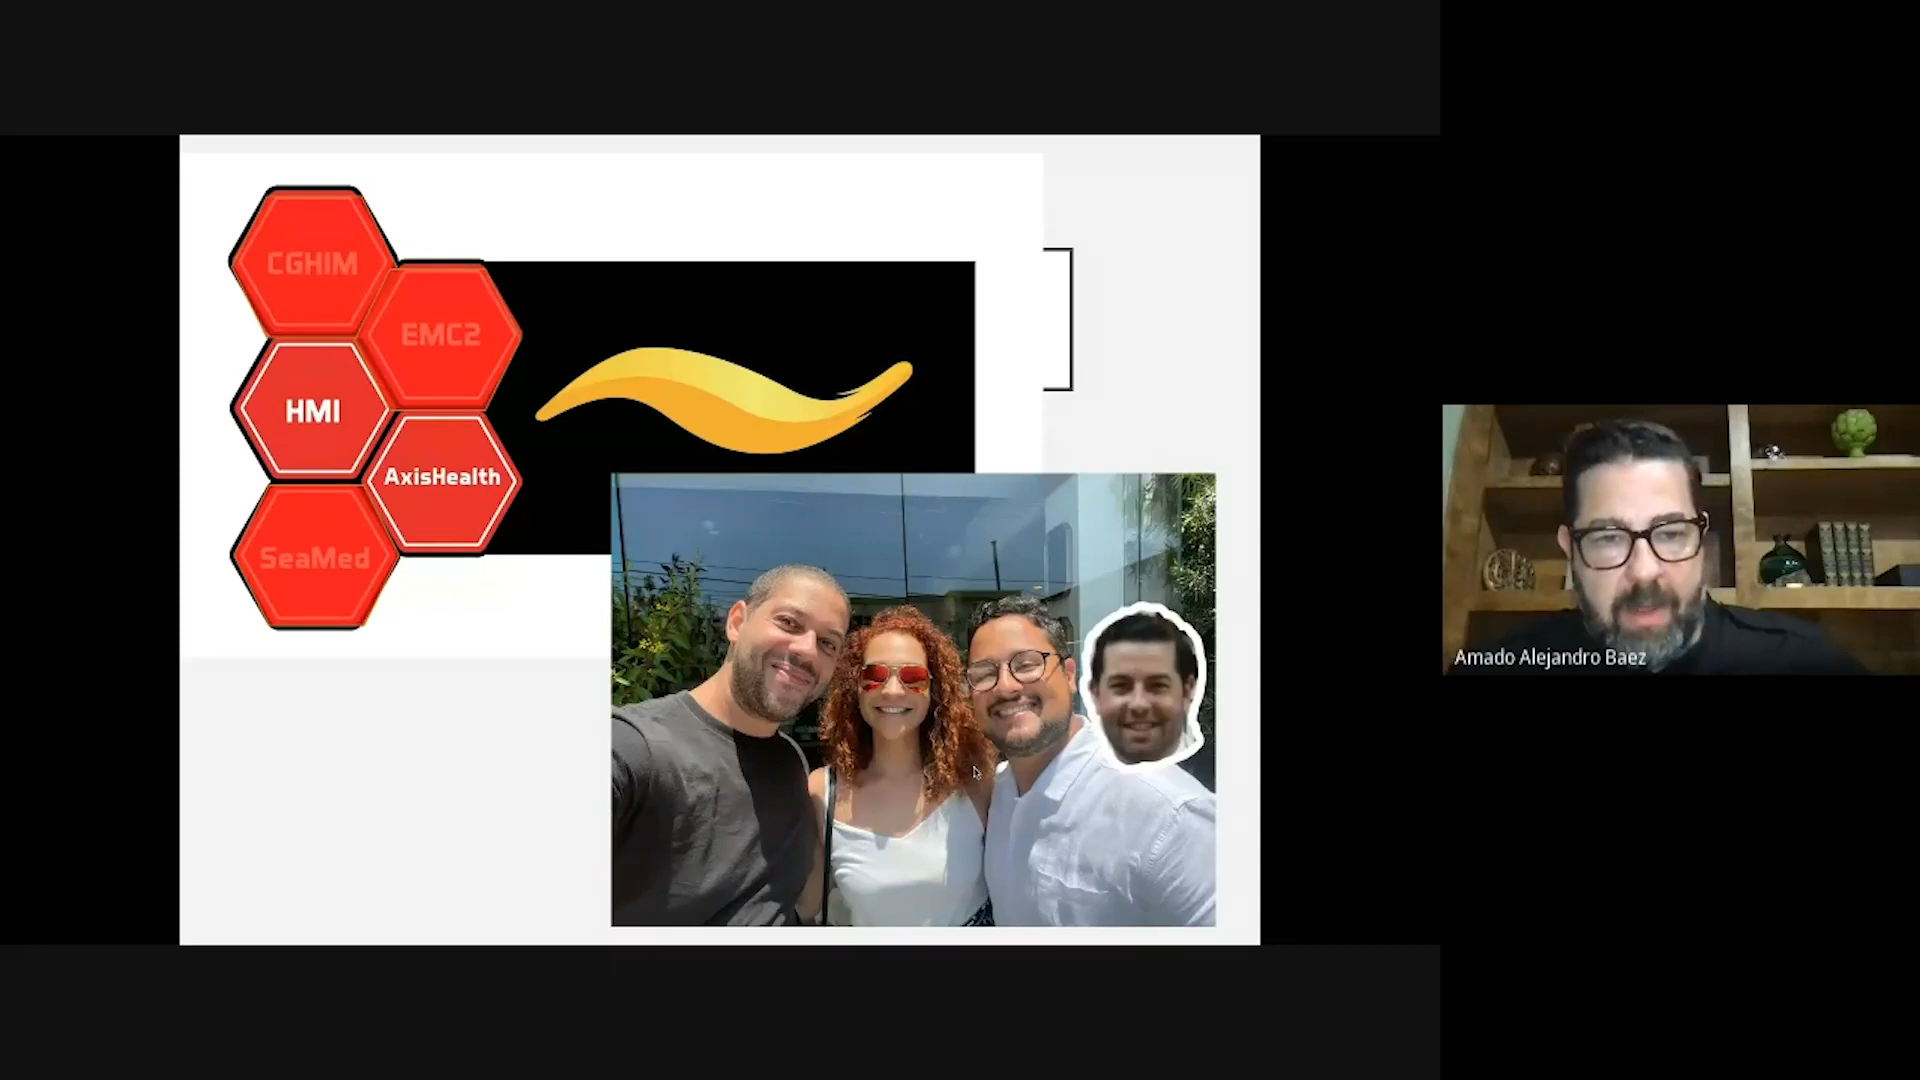 CGHIM
EMC2
HMI
AxisHealth
SeaMed
Amado Alejandro Baez